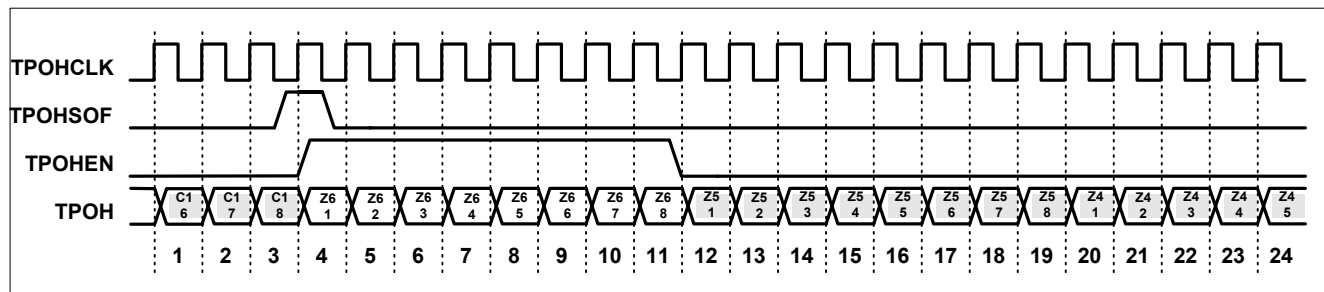 TPOHCLK
TPOHSOF
TPOHEN
TPOH
C1 C1 C1 Z6 Z6 Z6 Z6 Z6 Z6 Z6 Z6 Z5 Z5 Z5 Z5 Z5 Z5 Z5 Z5 Z4 Z4 Z4 Z4 Z4
6 7 8 1 2 3 4 5 6 7 8 1 2 3 4 5 6 7 8 1 2 3 4 5
1 2 3 4 5 6 7 8 9 10 11 12 13 14 15 16 17 18 19 20 21 22 23 24